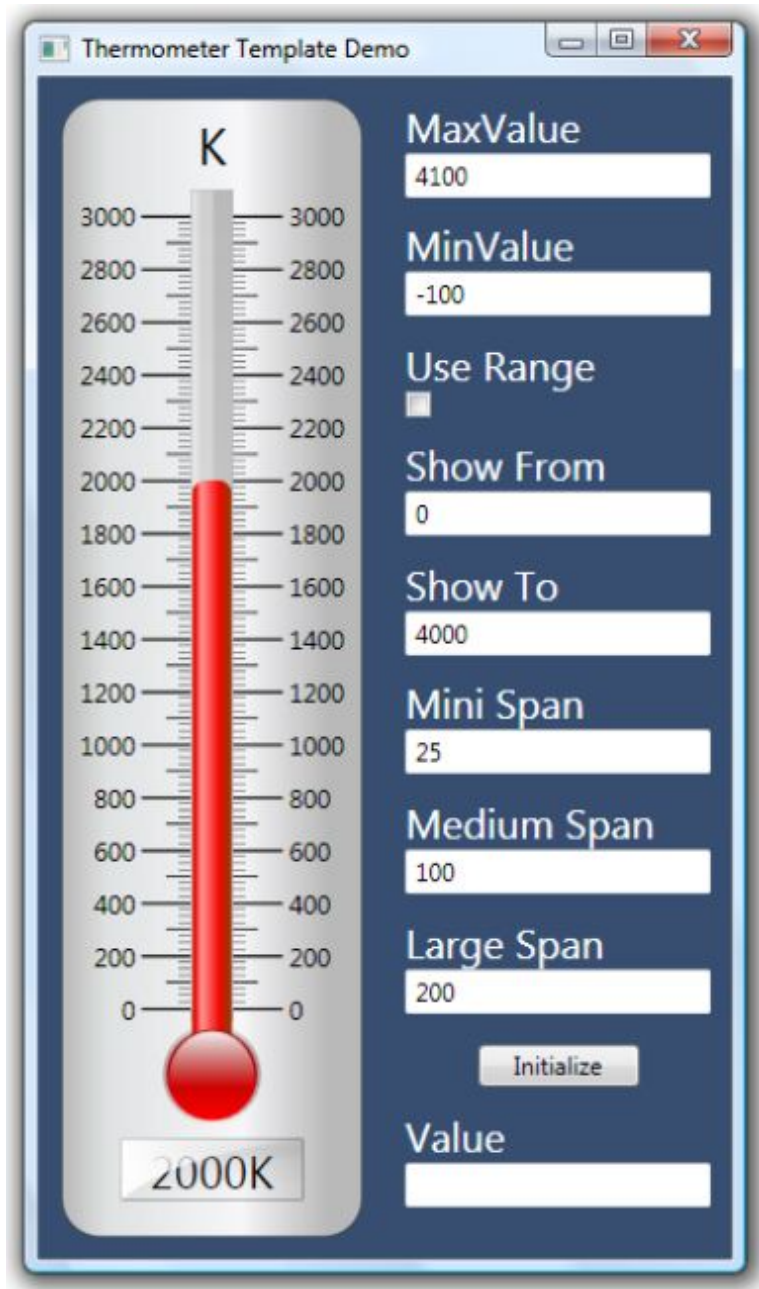 Thermometer Template Demo
K
3000 3000
2800 2800
2600 2600
2400 2400
2200 2200
2000 2000
1800 1800
1600 1600
1400 1400
1200 1200
1000 1000
800 800
600 600
400 400
200 200
0 0
2000K
MaxValue
4100
MinValue
-100
Use Range
Show From
0
Show To
4000
Mini Span
25
Medium Span
100
Large Span
200
Initialize
Value